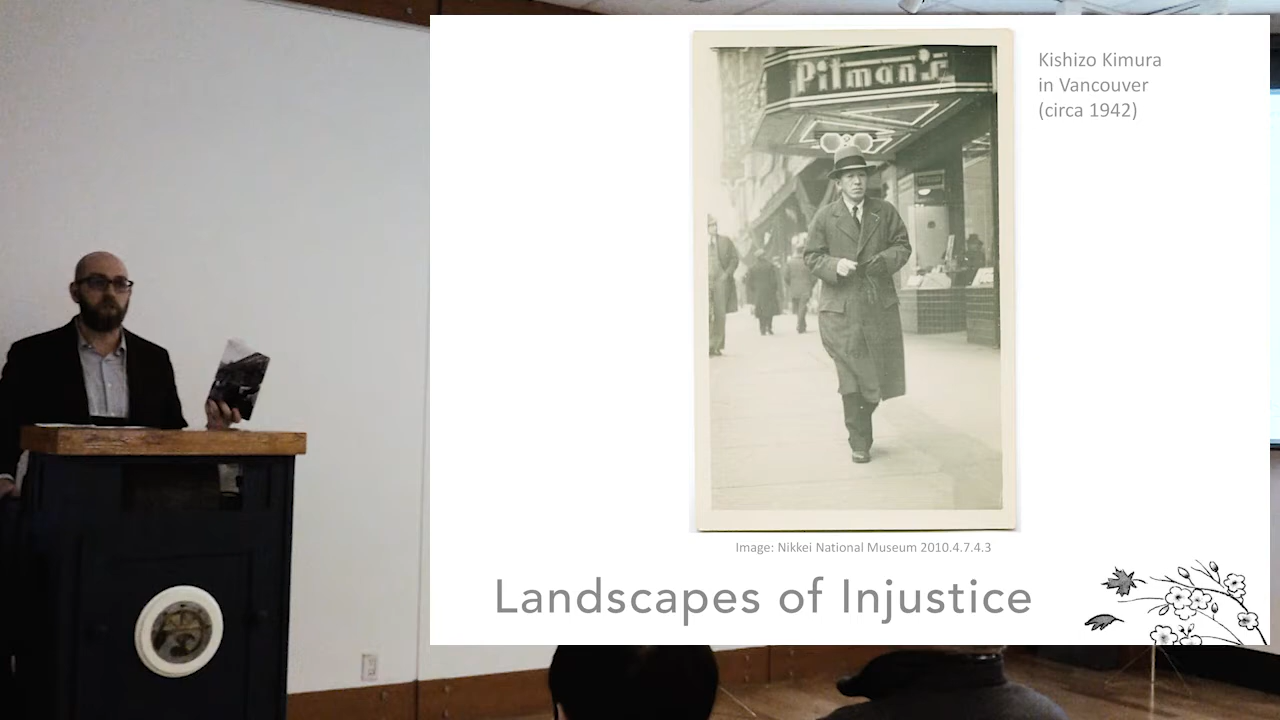 Pitman's
Kishizo Kimura
in Vancouver
(circa 1942)
Image: Nikkei National Museum 2010.4.7.4.3
Landscapes of Injustice